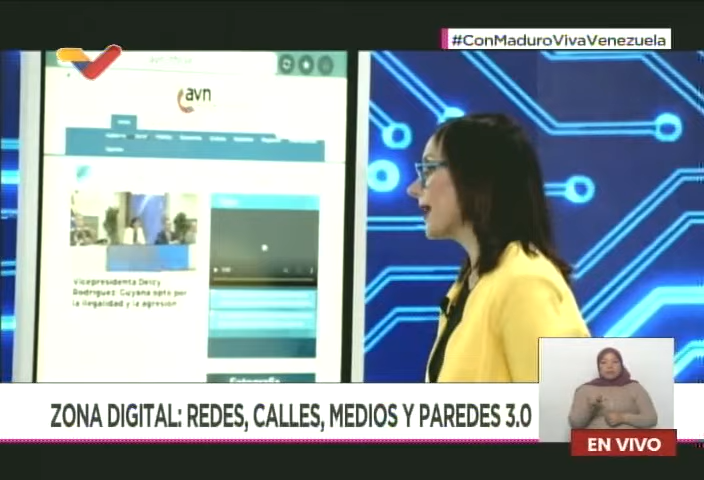 #ConMaduroVivaVenezuela
avn
Vicepresidenta Delcy
Rodríguez: Guyana optó por
la ilegalidad y la agresión
Fotografía
ZONA DIGITAL: REDES, CALLES, MEDIOS Y PAREDES 3.0
EN VIVO